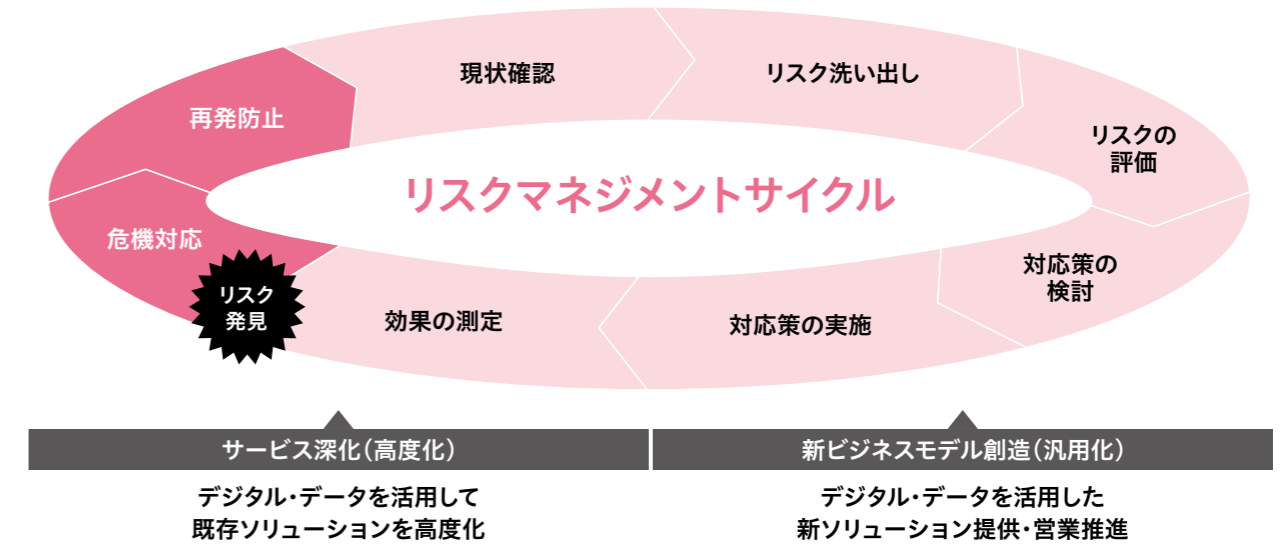 現状確認
リスク洗い出し
リスクの
評価
対応策の
検討
対応策の実施
効果の測定
リスク
発見
危機対応
再発防止
リスクマネジメントサイクル
サービス深化(高度化)
デジタル・データを活用して
既存ソリューションを高度化
新ビジネスモデル創造(汎用化)
デジタル・データを活用した
新ソリューション提供・営業推進